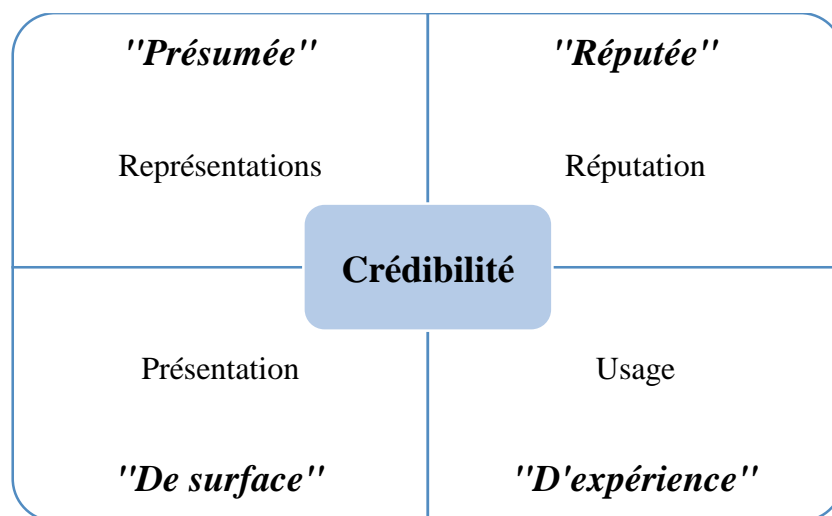 "Présumée"
"Réputée"
Représentations
Réputation
Crédibilité
Présentation
Usage
"De surface"
"D'expérience"